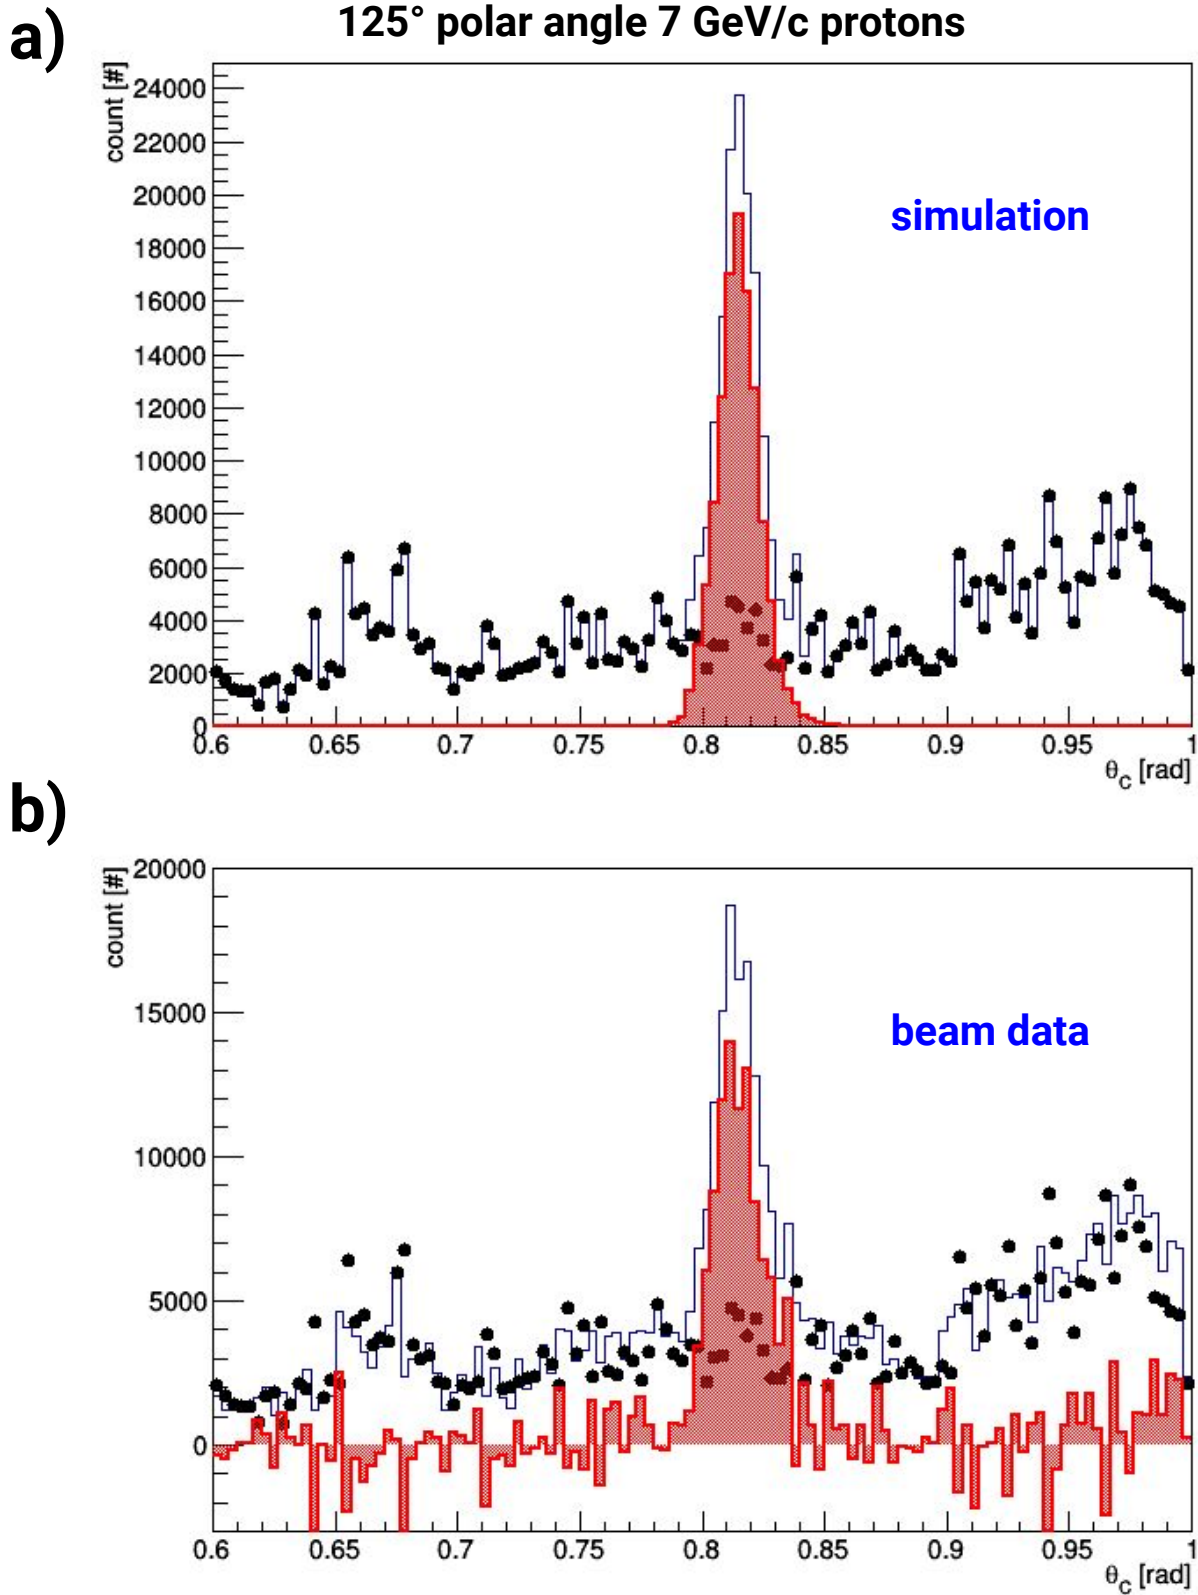 a)
125° polar angle 7 GeV/c protons
count [#]
24000
22000
20000
18000
16000
14000
12000
10000
8000
6000
4000
2000
0
simulation
0.6 0.65 0.7 0.75 0.8 0.85 0.9 0.95 1
θc [rad]
b)
count [#]
20000
15000
10000
5000
0
beam data
0.6 0.65 0.7 0.75 0.8 0.85 0.9 0.95 1
θc [rad]